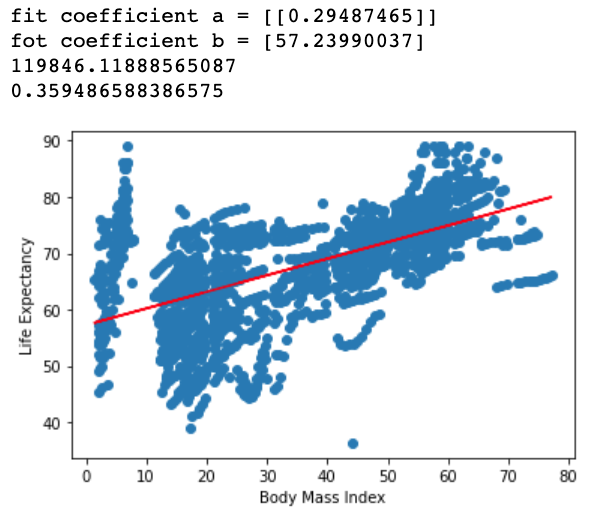 fit coefficient a = [[0.29487465]]
fot coefficient b = [57.23990037]
119846.11888565087
0.359486588386575
90
80
70
60
50
40
Life Expectancy
0 10 20 30 40 50 60 70 80
Body Mass Index